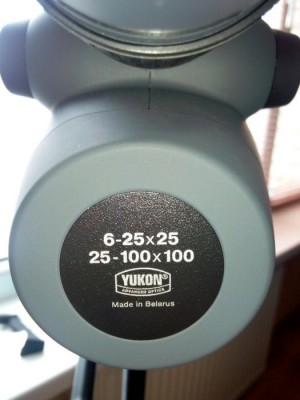 6-25x25
25-100x100
YUKON®
ADVANCED OPTICS
Made in Belarus